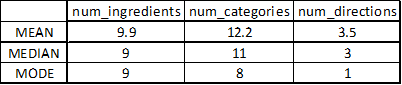 num_ingredients num_categories num_directions
MEAN 9.9 12.2 3.5
MEDIAN 9 11 3
MODE 9 8 1